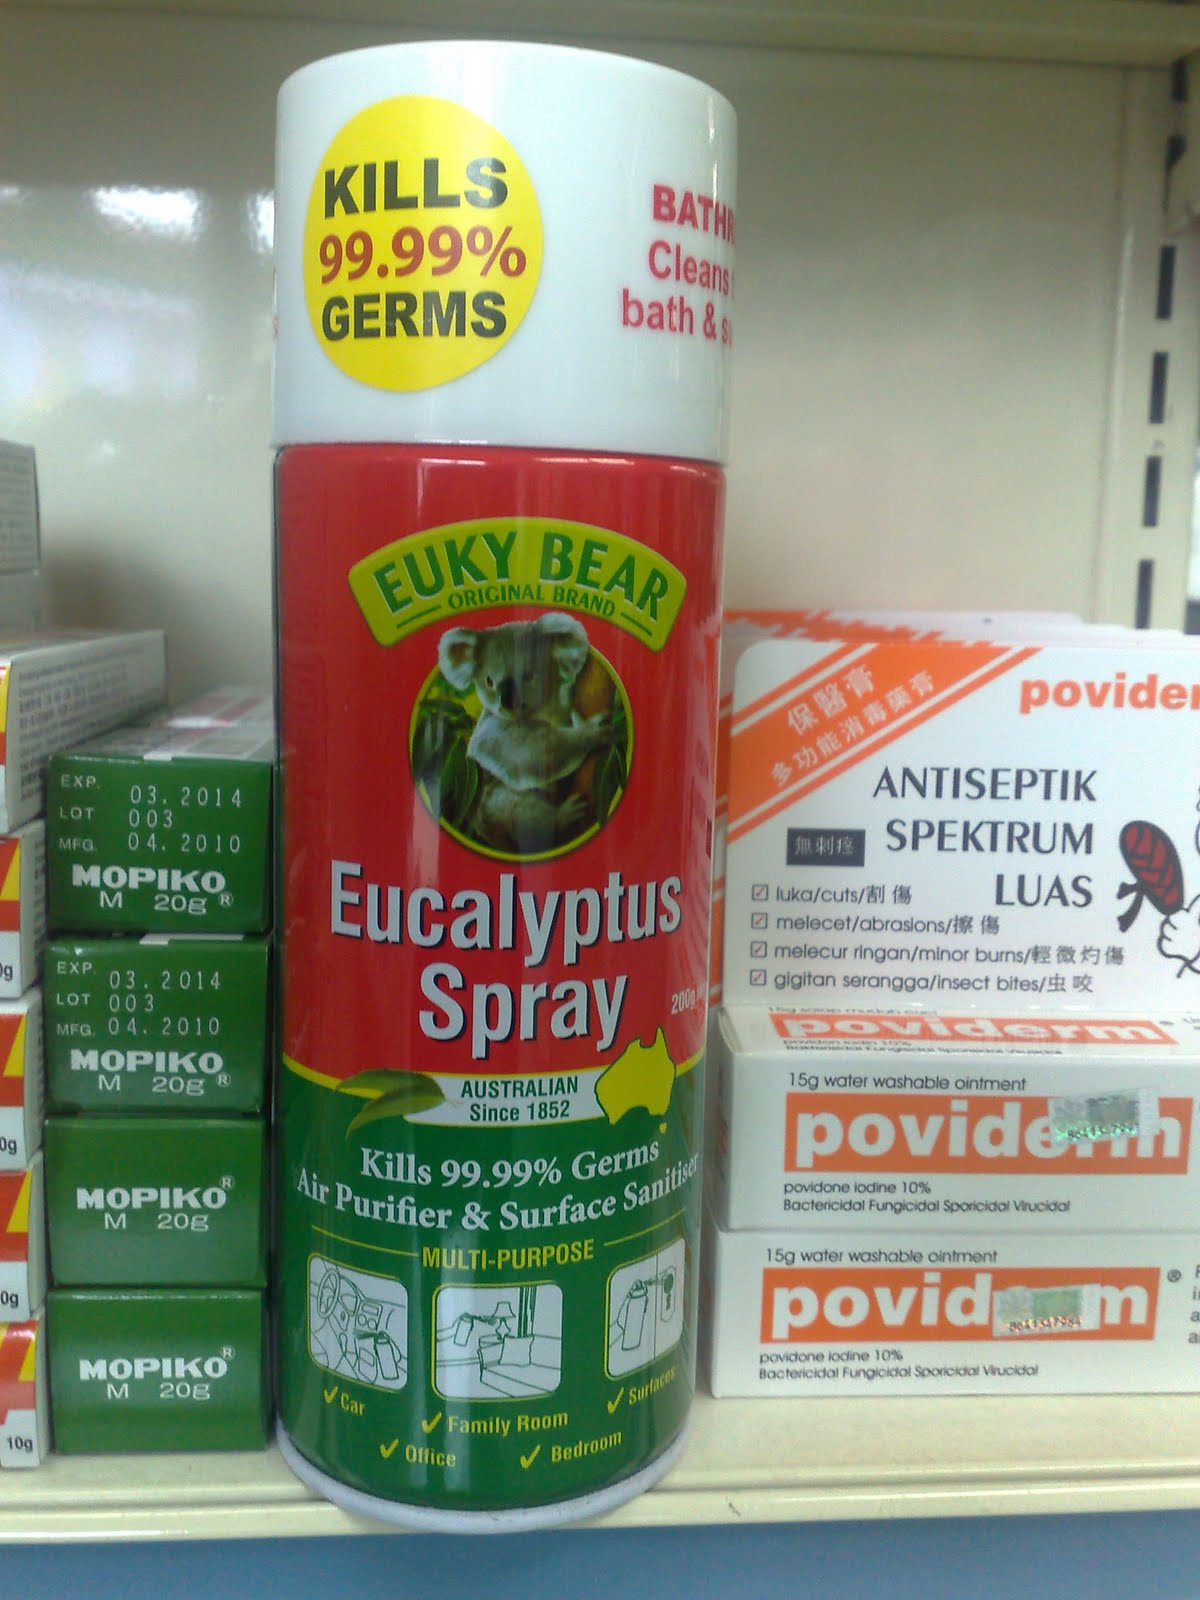 KILLS
99.99%
GERMS
Cleans
bath &
EUKY BEAR
ORIGINAL BRAND
Eucalyptus
Spray
200g
AUSTRALIAN
Since 1852
Kills 99.99% Germs
Air Purifier & Surface Sanitiser
MULTI-PURPOSE
Car
Family Room
Surfaces
Office
Bedroom
EXP. 03.2014
LOT 003
MFG. 04.2010
MOPIKO
M 20g ®
EXP. 03.2014
LOT 003
MFG. 04.2010
MOPIKO
M 20g ®
MOPIKO®
M 20g
MOPIKO®
M 20g
10g
保醫膏
多功能消毒藥膏
ANTISEPTIK
SPEKTRUM
LUAS
無刺疼
luka/cuts/割傷
melecet/abrasions/擦傷
melecur ringan/minor burns/輕微灼傷
gigitan serangga/insect bites/虫咬
poviderm
15g water washable ointment
poviderm
povidone iodine 10%
Bactericidal Fungicidal Sporicidal Virucidal
15g water washable ointment
poviderm ®
povidone iodine 10%
Bactericidal Fungicidal Sporicidal Virucidal